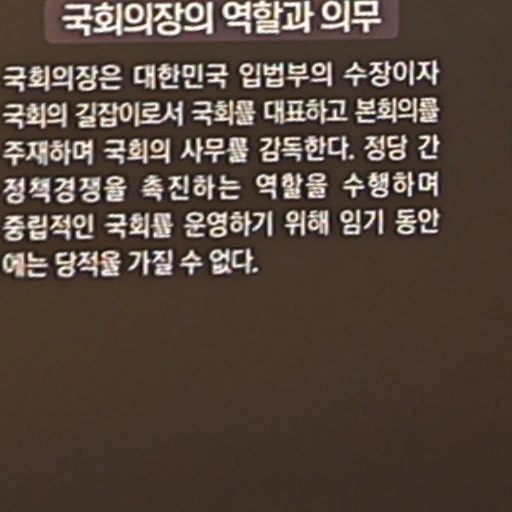 국회의장의 역할과 의무
국회의장은 대한민국 입법부의 수장이자
국회의 길잡이로서 국회를 대표하고 본회의를
주재하며 국회의 사무를 감독한다. 정당 간
정책경쟁을 촉진하는 역할을 수행하며
중립적인 국회를 운영하기 위해 임기 동안
에는 당적을 가질 수 없다.